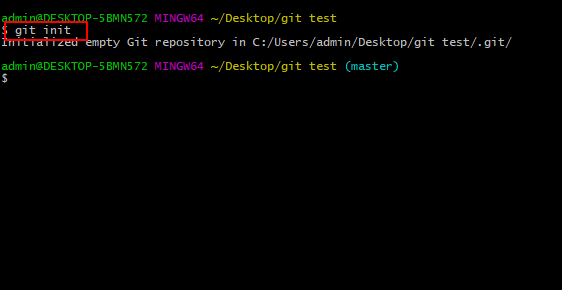 admin@DESKTOP-5BMN572 MINGW64 ~/Desktop/git test
$ git init
Initialized empty Git repository in C:/Users/admin/Desktop/git test/.git/
admin@DESKTOP-5BMN572 MINGW64 ~/Desktop/git test (master)
$